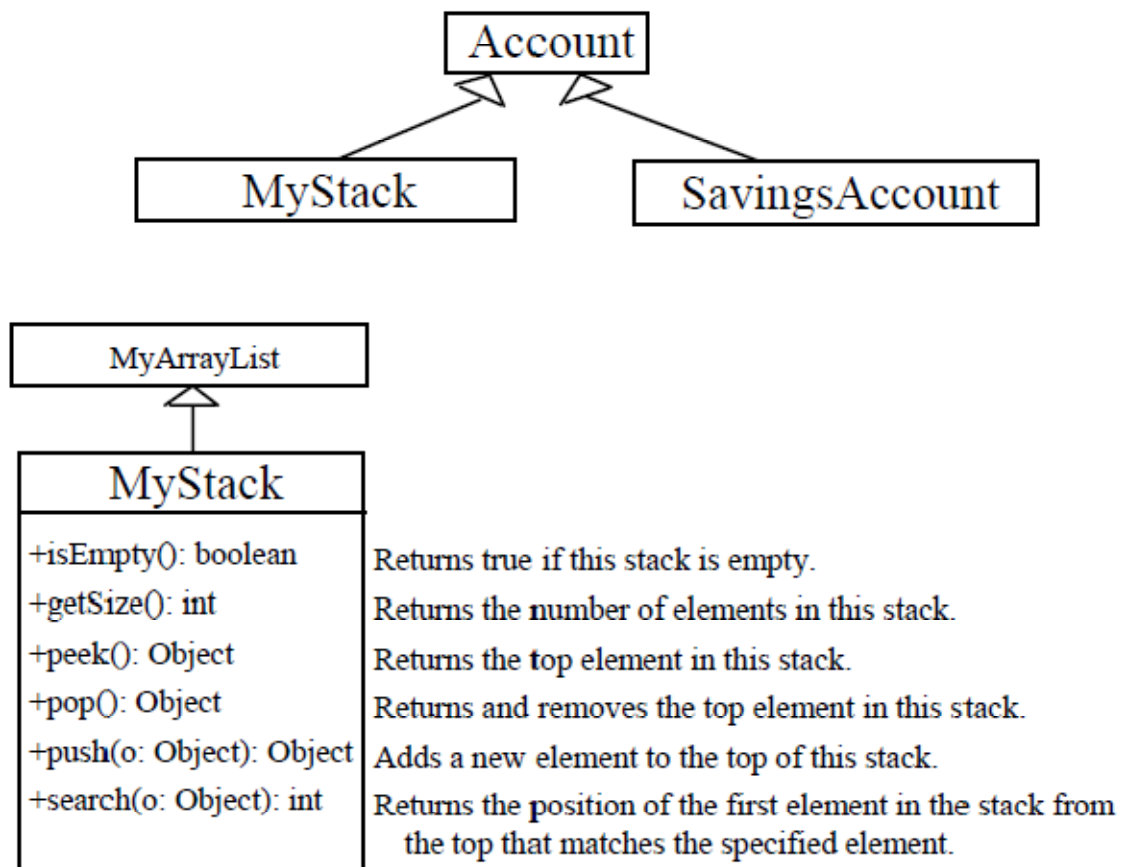 Account
MyStack
SavingsAccount
MyArrayList
MyStack
+isEmpty(): boolean
Returns true if this stack is empty.
+getSize(): int
Returns the number of elements in this stack.
+peek(): Object
Returns the top element in this stack.
+pop(): Object
Returns and removes the top element in this stack.
+push(o: Object): Object
Adds a new element to the top of this stack.
+search(o: Object): int
Returns the position of the first element in the stack from
the top that matches the specified element.